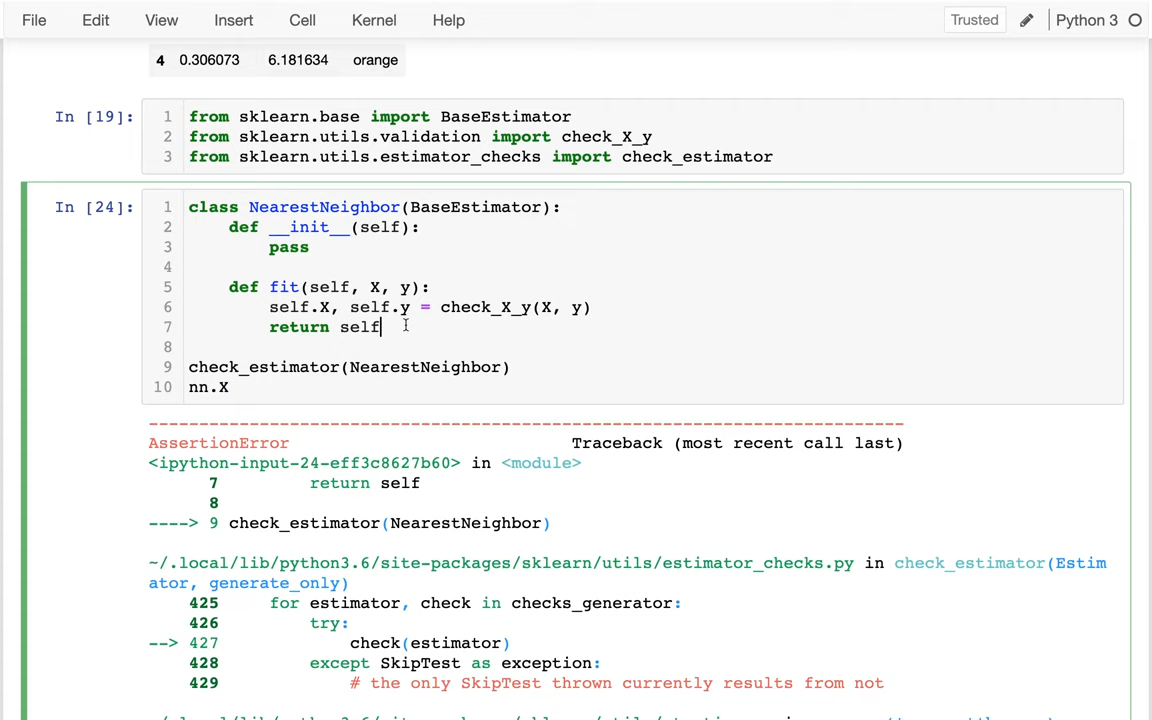 File Edit View Insert Cell Kernel Help Trusted Python 3
4 0.306073 6.181634 orange
In [19]: 1 from sklearn.base import BaseEstimator
2 from sklearn.utils.validation import check_X_y
3 from sklearn.utils.estimator_checks import check_estimator
In [24]: 1 class NearestNeighbor(BaseEstimator):
2 def __init__(self):
3 pass
4
5 def fit(self, X, y):
6 self.X, self.y = check_X_y(X, y)
7 return self
8
9 check_estimator(NearestNeighbor)
10 nn.X
---------------------------------------------------------------------------
AssertionError Traceback (most recent call last)
<ipython-input-24-eff3c8627b60> in <module>
7 return self
8
----> 9 check_estimator(NearestNeighbor)
~/.local/lib/python3.6/site-packages/sklearn/utils/estimator_checks.py in check_estimator(Estim
ator, generate_only)
425 for estimator, check in checks_generator:
426 try:
--> 427 check(estimator)
428 except SkipTest as exception:
429 # the only SkipTest thrown currently results from not